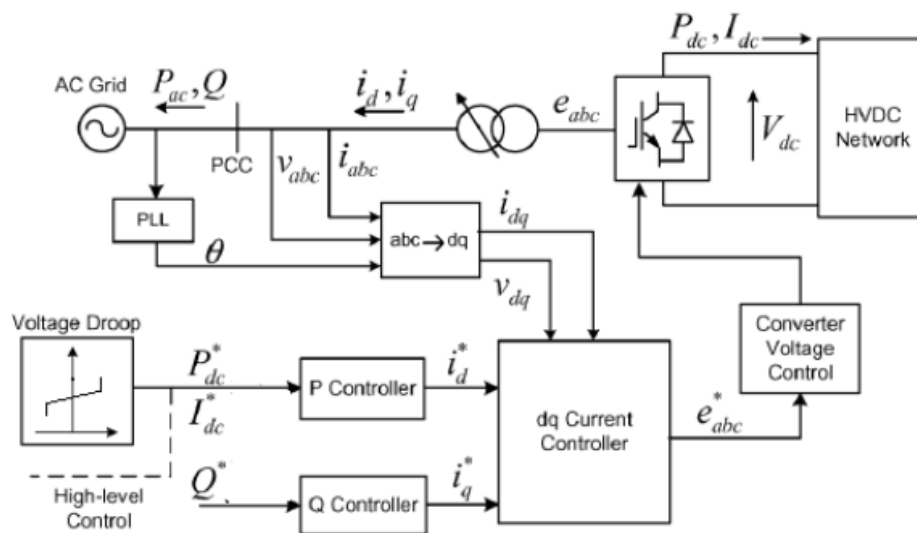 P_dc, I_dc
AC Grid
P_ac, Q
i_d, i_q
e_abc
V_dc
HVDC
Network
PCC
v_abc
i_abc
PLL
θ
abc→dq
i_dq
v_dq
Voltage Droop
P*_dc
I*_dc
P Controller
i*_d
dq Current
Controller
e*_abc
Converter
Voltage
Control
High-level
Control
Q*
Q Controller
i*_q